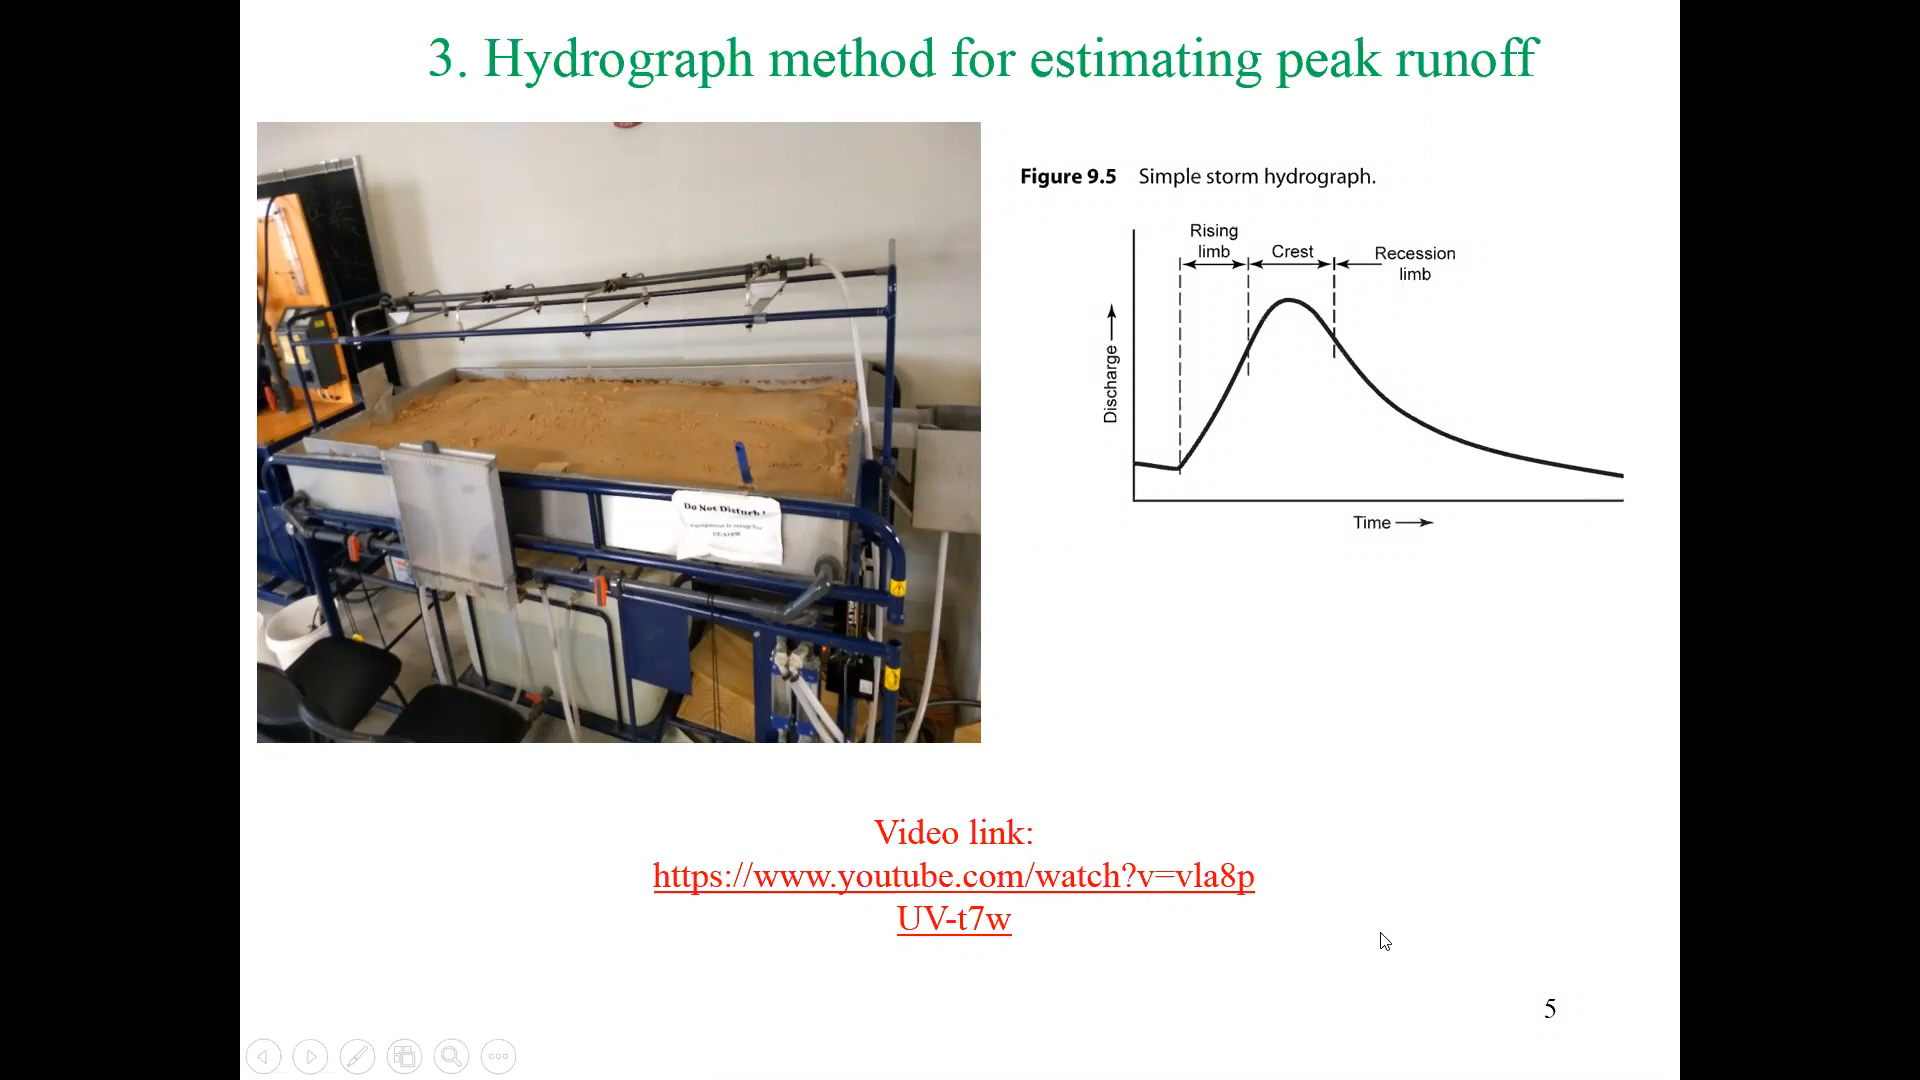 3. Hydrograph method for estimating peak runoff
Do Not Disturb !
Figure 9.5 Simple storm hydrograph.
Rising
limb
Crest
Recession
limb
Discharge
Time
Video link:
https://www.youtube.com/watch?v=vla8p
UV-t7w
5